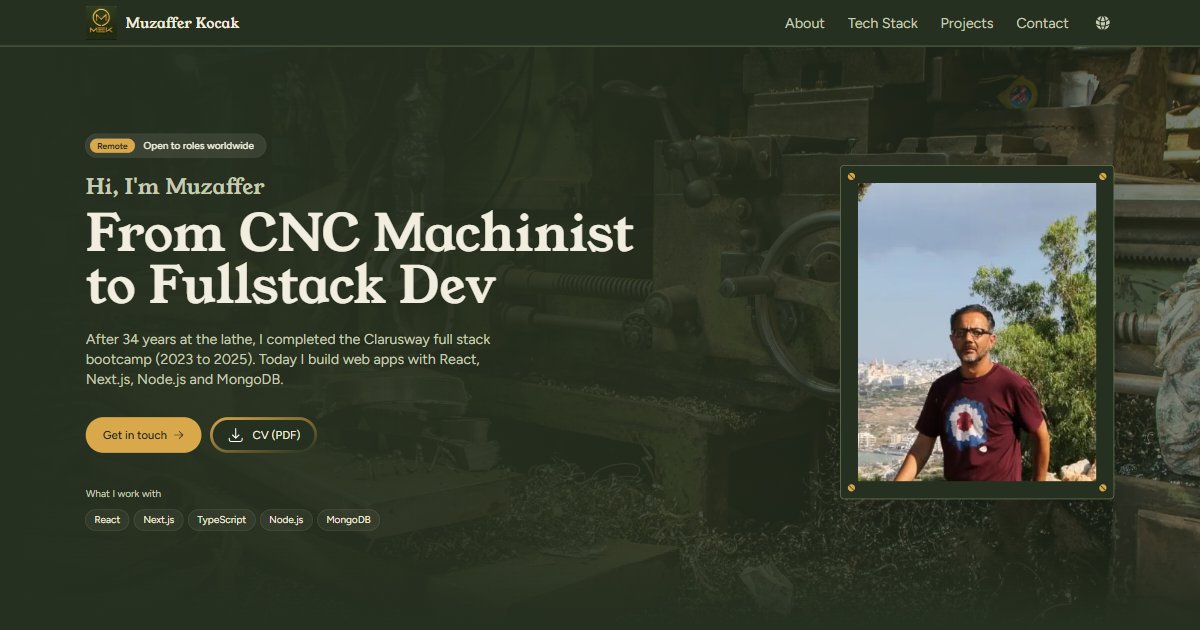 MEK
Muzaffer Kocak
About
Tech Stack
Projects
Contact
Remote
Open to roles worldwide
Hi, I'm Muzaffer
From CNC Machinist
to Fullstack Dev
After 34 years at the lathe, I completed the Clarusway full stack
bootcamp (2023 to 2025). Today I build web apps with React,
Next.js, Node.js and MongoDB.
Get in touch →
CV (PDF)
What I work with
React
Next.js
TypeScript
Node.js
MongoDB